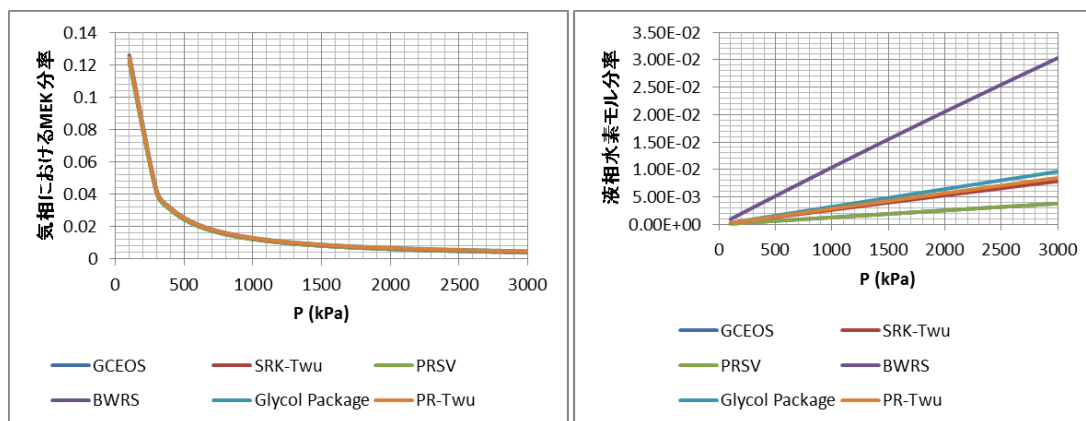 0.14
0.12
0.1
0.08
0.06
0.04
0.02
0
気相におけるMEK分率
0
500
1000
1500
2000
2500
3000
P (kPa)
GCEOS
SRK-Twu
PRSV
BWRS
Glycol Package
PR-Twu
3.50E-02
3.00E-02
2.50E-02
2.00E-02
1.50E-02
1.00E-02
5.00E-03
0.00E+00
液相水素モル分率
0
500
1000
1500
2000
2500
3000
P (kPa)
GCEOS
SRK-Twu
PRSV
BWRS
Glycol Package
PR-Twu